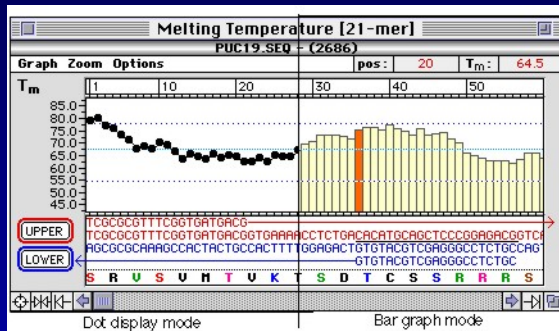 Melting Temperature [21-mer]
PUC19.SEQ - (2686)
Graph Zoom Options pos: 20 Tm: 64.5
Tm 1 10 20 30 40 50
85.0
80.0
75.0
70.0
65.0
60.0
55.0
50.0
45.0
TCGCGCGTTTCGGTGATGACG
UPPER TCGCGCGTTTCGGTGATGACGGTGAAAACCTCTGACACATGCAGCTCCCGGAGACGGTCA
AGCGCGCAAAGCCACTACTGCCACTTTTGGAGACTGTGTACGTCGAGGGCCTCTGCCAGT
LOWER GTGTACGTCGAGGGCCTCTGC
S R V S V M T V K T S D T C S S R R R S
Dot display mode Bar graph mode